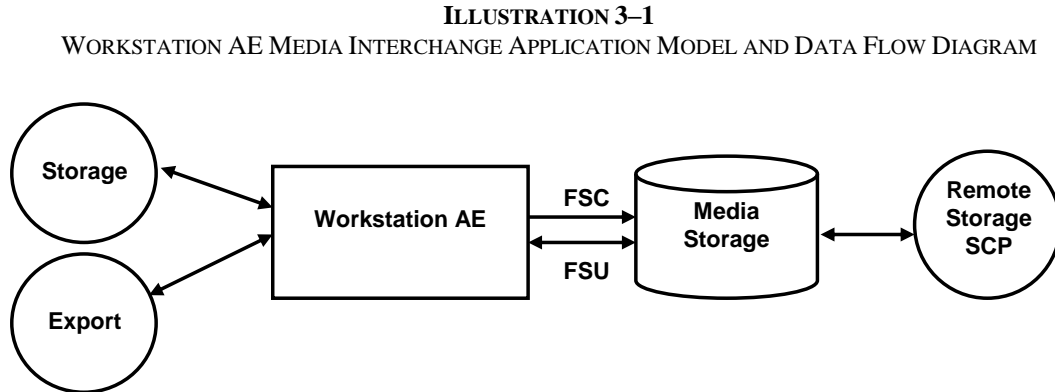 ILLUSTRATION 3–1
WORKSTATION AE MEDIA INTERCHANGE APPLICATION MODEL AND DATA FLOW DIAGRAM
Storage
Export
Workstation AE
FSC
FSU
Media
Storage
Remote
Storage
SCP